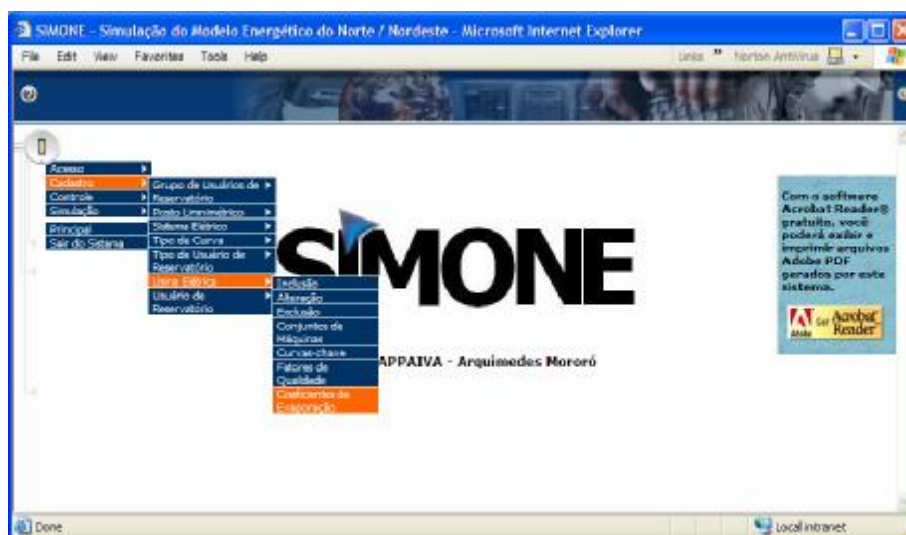 SIMONE - Simulação do Modelo Energético do Norte / Nordeste - Microsoft Internet Explorer
File Edit View Favorites Tools Help
Links » Norton AntiVirus
Acesso
Cadastro
Controle
Simulação
Principal
Sair do Sistema
Grupo de Usuários de
Reservatório
Posto Limnimétrico
Sistema Elétrico
Tipo de Curva
Tipo de Usuário de
Reservatório
Usina Elétrica
Usuário de
Reservatório
Inclusão
Alteração
Exclusão
Conjuntos de
Máquinas
Curvas-chave
Fatores de
Qualidade
Coeficientes de
Evaporação
SIMONE
APPAIVA - Arquimedes Mororó
Com o software
Acrobat Reader®
gratuito, você
poderá exibir e
imprimir arquivos
Adobe PDF
gerados por este
sistema.
Adobe
Get Acrobat
Reader
Done
Local intranet